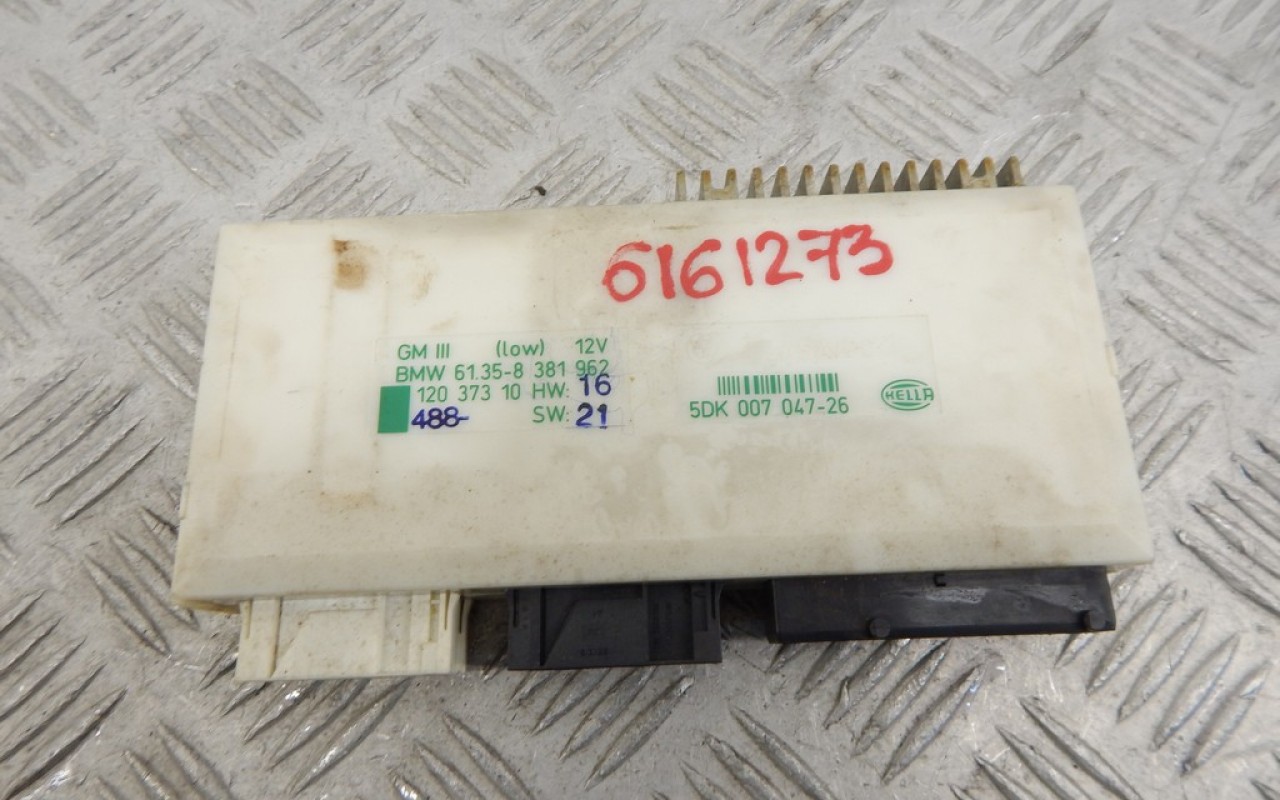 6161273
GM III (low) 12V
BMW 61.35-8 381 962
120 373 10 HW: 16
488- SW: 21
5DK 007 047-26
HELLA